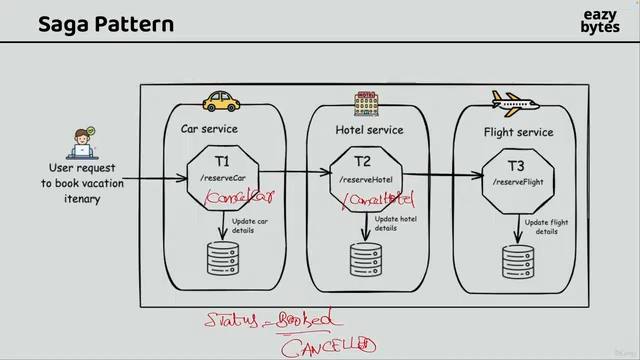 Saga Pattern
eazy
bytes
Car service
Hotel service
Flight service
User request
to book vacation
itenary
T1
/reserveCar
/CancelCar
T2
/reserveHotel
/CancelHotel
T3
/reserveFlight
Update car
details
Update hotel
details
Update flight
details
Status = Booked
CANCELLED